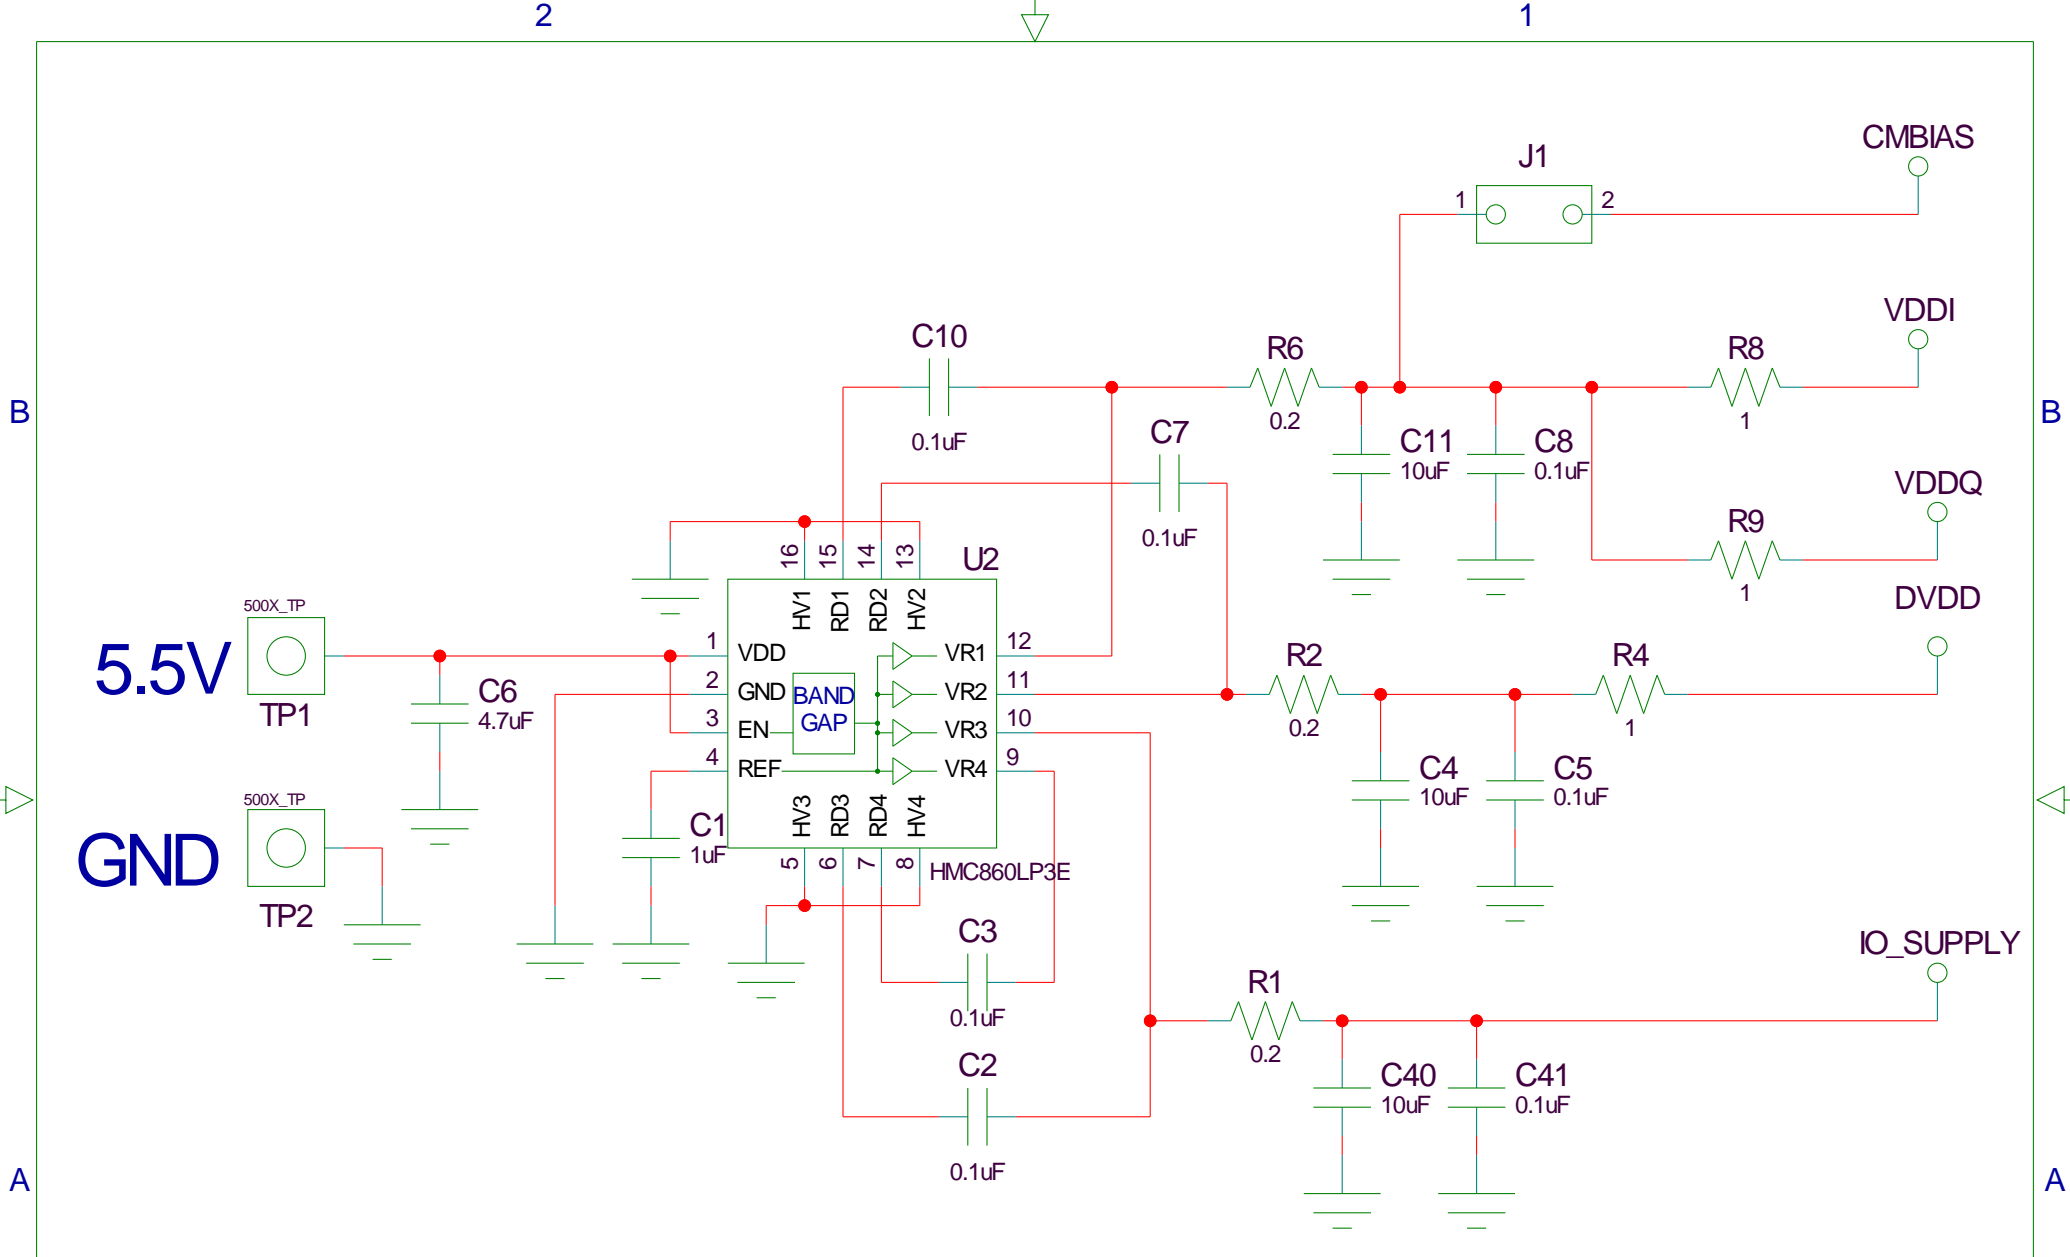 2
1
CMBIAS
J1
1
2
VDDI
C10
0.1uF
R6
0.2
R8
1
B
B
C7
0.1uF
C11
10uF
C8
0.1uF
VDDQ
R9
1
16
15
14
13
U2
DVDD
500X_TP
5.5V
TP1
HV1
RD1
RD2
HV2
1
VDD
12
VR1
2
GND
11
VR2
3
EN
10
VR3
4
REF
9
VR4
BAND
GAP
C6
4.7uF
R2
0.2
R4
1
C4
10uF
C5
0.1uF
500X_TP
GND
TP2
C1
1uF
HV3
RD3
RD4
HV4
5
6
7
8
HMC860LP3E
C3
0.1uF
IO_SUPPLY
R1
0.2
C2
0.1uF
C40
10uF
C41
0.1uF
A
A